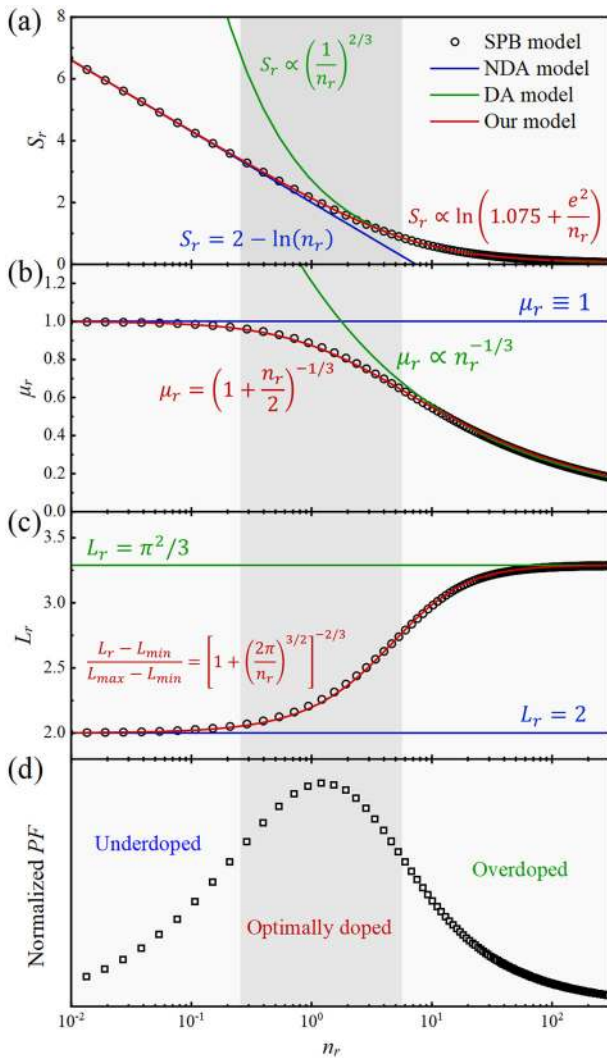 (a)
8
6
4
2
0
S_r
S_r ∝ (1/n_r)^{2/3}
SPB model
NDA model
DA model
Our model
S_r = 2 − ln(n_r)
S_r ∝ ln(1.075 + e^2/n_r)
(b)
1.2
1.0
0.8
0.6
0.4
0.2
0.0
μ_r
μ_r ≡ 1
μ_r ∝ n_r^{−1/3}
μ_r = (1 + n_r/2)^{−1/3}
(c)
3.5
3.0
2.5
2.0
L_r
L_r = π^2/3
(L_r − L_min)/(L_max − L_min) = [1 + (2π/n_r)^{3/2}]^{−2/3}
L_r = 2
(d)
Normalized PF
Underdoped
Optimally doped
Overdoped
10^{-2}
10^{-1}
10^0
10^1
10^2
n_r